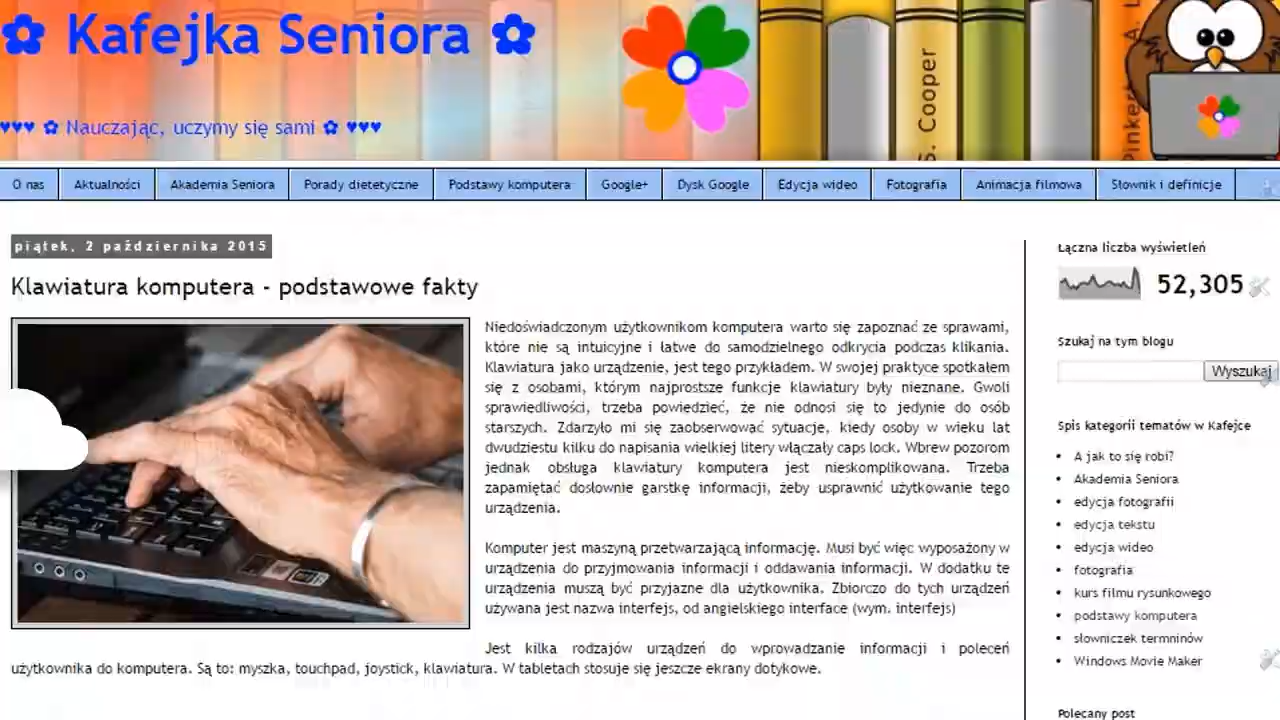 ✿ Kafejka Seniora ✿
♥♥♥ ✿ Nauczając, uczymy się sami ✿ ♥♥♥
S. Cooper
O nas
Aktualności
Akademia Seniora
Porady dietetyczne
Podstawy komputera
Google+
Dysk Google
Edycja wideo
Fotografia
Animacja filmowa
Słownik i definicje
piątek, 2 października 2015
Klawiatura komputera - podstawowe fakty
Niedoświadczonym użytkownikom komputera warto się zapoznać ze sprawami,
które nie są intuicyjne i łatwe do samodzielnego odkrycia podczas klikania.
Klawiatura jako urządzenie, jest tego przykładem. W swojej praktyce spotkałem
się z osobami, którym najprostsze funkcje klawiatury były nieznane. Gwoli
sprawiedliwości, trzeba powiedzieć, że nie odnosi się to jedynie do osób
starszych. Zdarzyło mi się zaobserwować sytuacje, kiedy osoby w wieku lat
dwudziestu kilku do napisania wielkiej litery włączały caps lock. Wbrew pozorom
jednak obsługa klawiatury komputera jest nieskomplikowana. Trzeba
zapamiętać dosłownie garstkę informacji, żeby usprawnić użytkowanie tego
urządzenia.
Komputer jest maszyną przetwarzającą informację. Musi być więc wyposażony w
urządzenia do przyjmowania informacji i oddawania informacji. W dodatku te
urządzenia muszą być przyjazne dla użytkownika. Zbiorczo do tych urządzeń
używana jest nazwa interfejs, od angielskiego interface (wym. interfejs)
Jest kilka rodzajów urządzeń do wprowadzanie informacji i poleceń
użytkownika do komputera. Są to: myszka, touchpad, joystick, klawiatura. W tabletach stosuje się jeszcze ekrany dotykowe.
Łączna liczba wyświetleń
52,305
Szukaj na tym blogu
Wyszukaj
Spis kategorii tematów w Kafejce
• A jak to się robi?
• Akademia Seniora
• edycja fotografii
• edycja tekstu
• edycja wideo
• fotografia
• kurs filmu rysunkowego
• podstawy komputera
• słowniczek termninów
• Windows Movie Maker
Polecany post